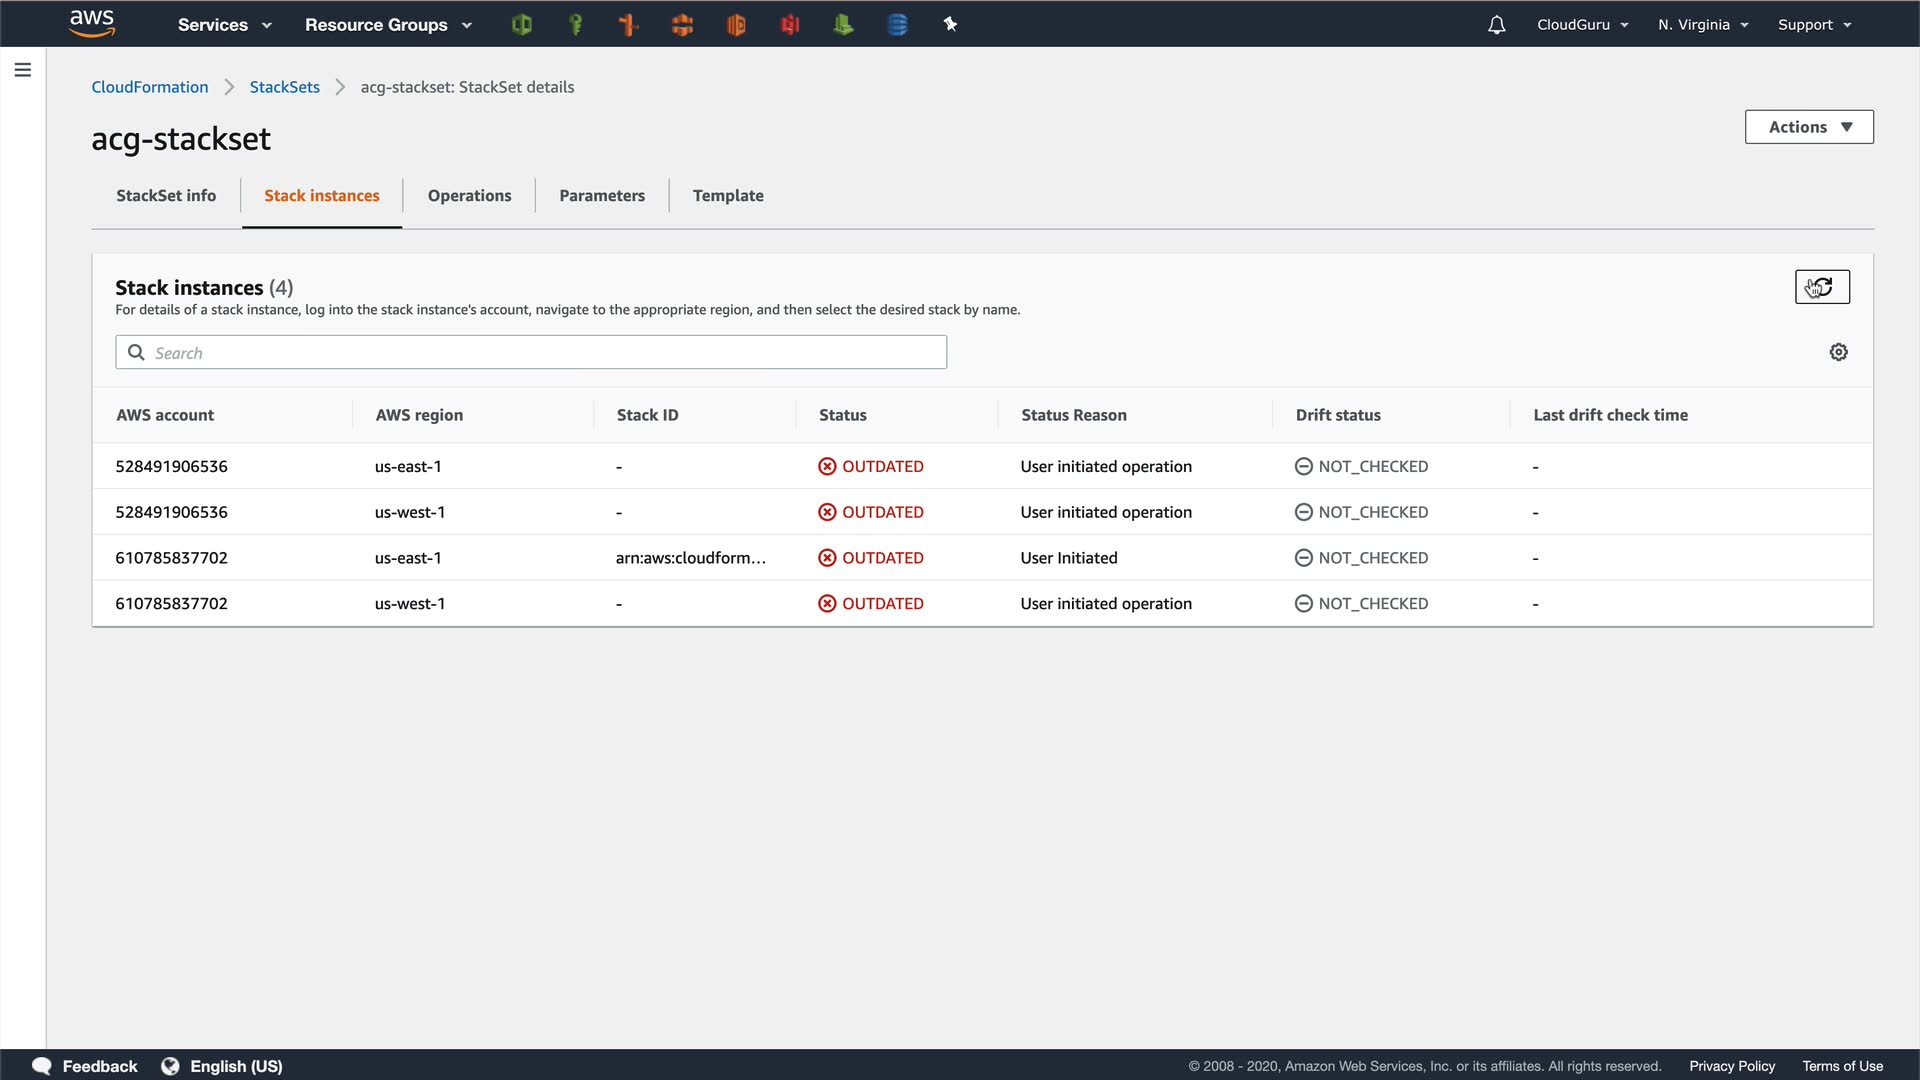 aws Services Resource Groups CloudGuru N. Virginia Support
CloudFormation StackSets acg-stackset: StackSet details
acg-stackset
Actions
StackSet info Stack instances Operations Parameters Template
Stack instances (4)
For details of a stack instance, log into the stack instance's account, navigate to the appropriate region, and then select the desired stack by name.
Search
AWS account AWS region Stack ID Status Status Reason Drift status Last drift check time
528491906536 us-east-1 - OUTDATED User initiated operation NOT_CHECKED -
528491906536 us-west-1 - OUTDATED User initiated operation NOT_CHECKED -
610785837702 us-east-1 arn:aws:cloudform... OUTDATED User Initiated NOT_CHECKED -
610785837702 us-west-1 - OUTDATED User initiated operation NOT_CHECKED -
Feedback English (US) © 2008 - 2020, Amazon Web Services, Inc. or its affiliates. All rights reserved. Privacy Policy Terms of Use